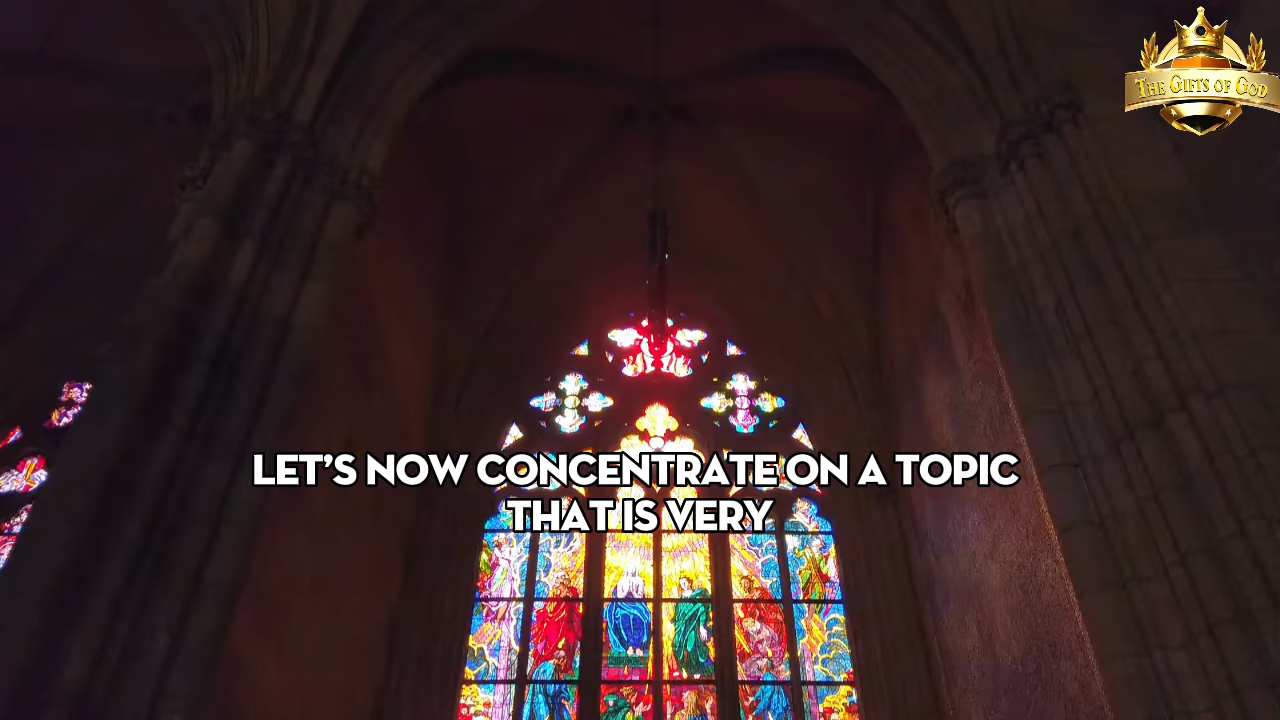 THE GIFTS OF GOD
LET'S NOW CONCENTRATE ON A TOPIC
THAT IS VERY